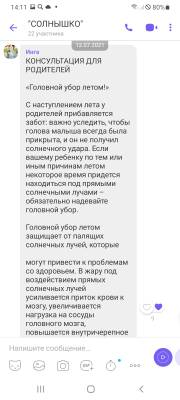 14:11
80%
"СОЛНЫШКО"
22 участника
12.07.2021
Инга
КОНСУЛЬТАЦИЯ ДЛЯ
РОДИТЕЛЕЙ
«Головной убор летом!»
С наступлением лета у
родителей прибавляется
забот: важно уследить, чтобы
голова малыша всегда была
прикрыта, и он не получил
солнечного удара. Если
вашему ребенку по тем или
иным причинам летом
некоторое время придется
находиться под прямыми
солнечными лучами –
обязательно надевайте
головной убор.
Головной убор летом
защищает от палящих
солнечных лучей, которые
могут привести к проблемам
со здоровьем. В жару под
воздействием прямых
солнечных лучей
усиливается приток крови к
мозгу, увеличивается
нагрузка на сосуды
головного мозга,
повышается внутричерепное
Напишите сообщение...
GIF